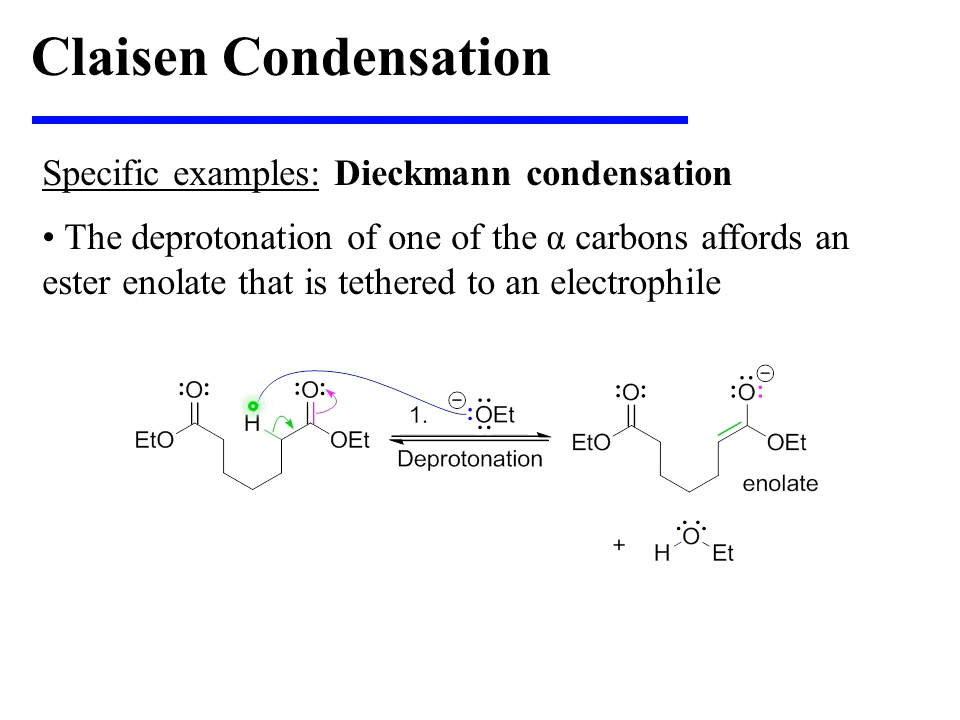 Claisen Condensation
Specific examples: Dieckmann condensation
• The deprotonation of one of the α carbons affords an
ester enolate that is tethered to an electrophile
O
H
O
EtO
OEt
1.
OEt
Deprotonation
O
O
EtO
OEt
enolate
+
H
O
Et